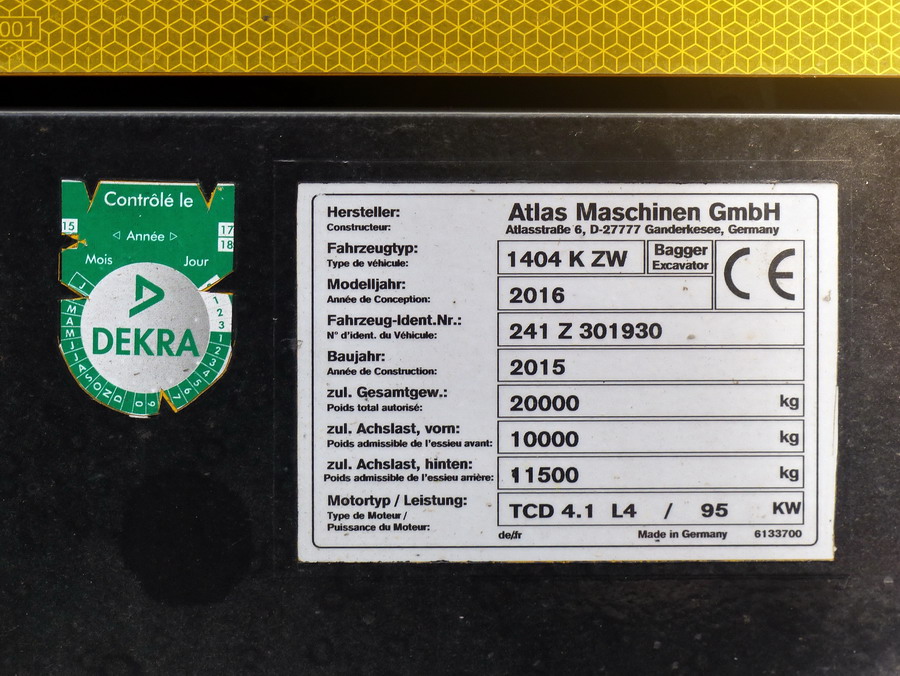 001
Contrôlé le
15
17
18
◁ Année ▷
Mois Jour
DEKRA
Hersteller: Atlas Maschinen GmbH
Constructeur: Atlasstraße 6, D-27777 Ganderkesee, Germany
Fahrzeugtyp: 1404 K ZW Bagger
Type de véhicule: Excavator
CE
Modelljahr: 2016
Année de Conception:
Fahrzeug-Ident.Nr.: 241 Z 301930
N° d'ident. du Véhicule:
Baujahr: 2015
Année de Construction:
zul. Gesamtgew.: 20000 kg
Poids total autorisé:
zul. Achslast, vorn: 10000 kg
Poids admissible de l'essieu avant:
zul. Achslast, hinten: 11500 kg
Poids admissible de l'essieu arrière:
Motortyp / Leistung: TCD 4.1 L4 / 95 KW
Type de Moteur /
Puissance du Moteur:
de/fr Made in Germany 6133700